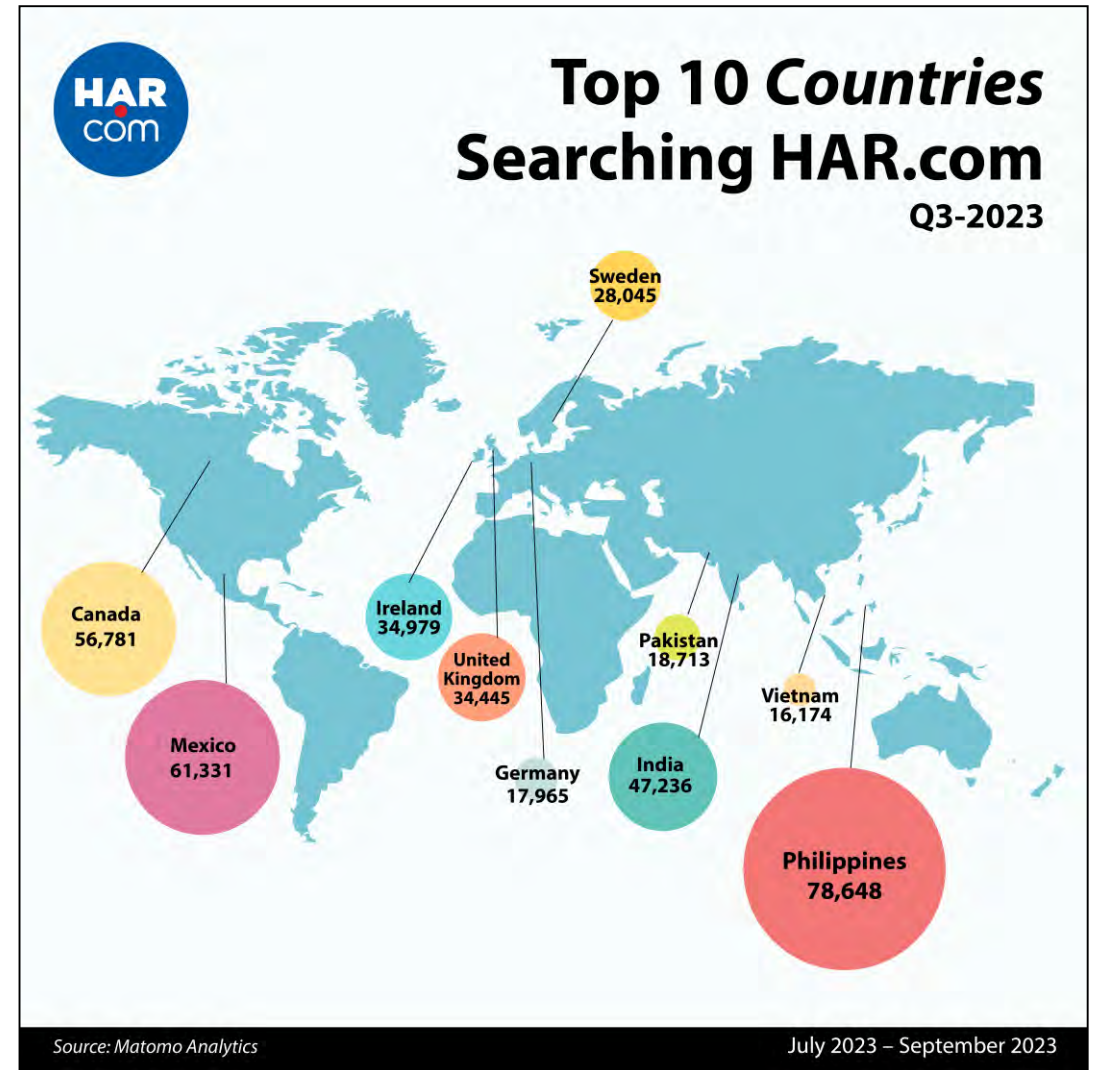 HAR
com
Top 10 Countries
Searching HAR.com
Q3-2023
Sweden
28,045
Canada
56,781
Ireland
34,979
United
Kingdom
34,445
Pakistan
18,713
Vietnam
16,174
Mexico
61,331
Germany
17,965
India
47,236
Philippines
78,648
Source: Matomo Analytics
July 2023 – September 2023